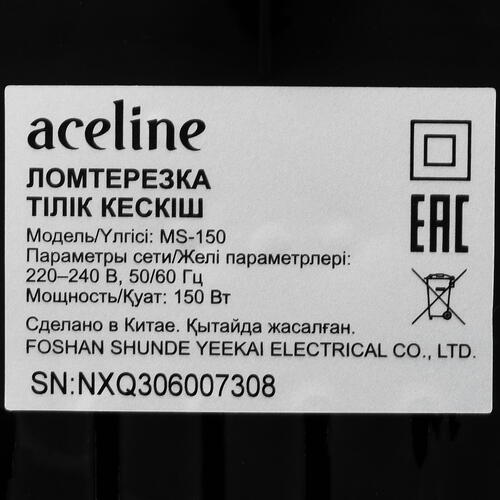 aceline
ЛОМТЕРЕЗКА
ТІЛІК КЕСКІШ
Модель/Үлгісі: MS-150
Параметры сети/Желі параметрлері:
220–240 В, 50/60 Гц
Мощность/Қуат: 150 Вт
Сделано в Китае. Қытайда жасалған.
FOSHAN SHUNDE YEEKAI ELECTRICAL CO., LTD.
SN:NXQ306007308
EAC